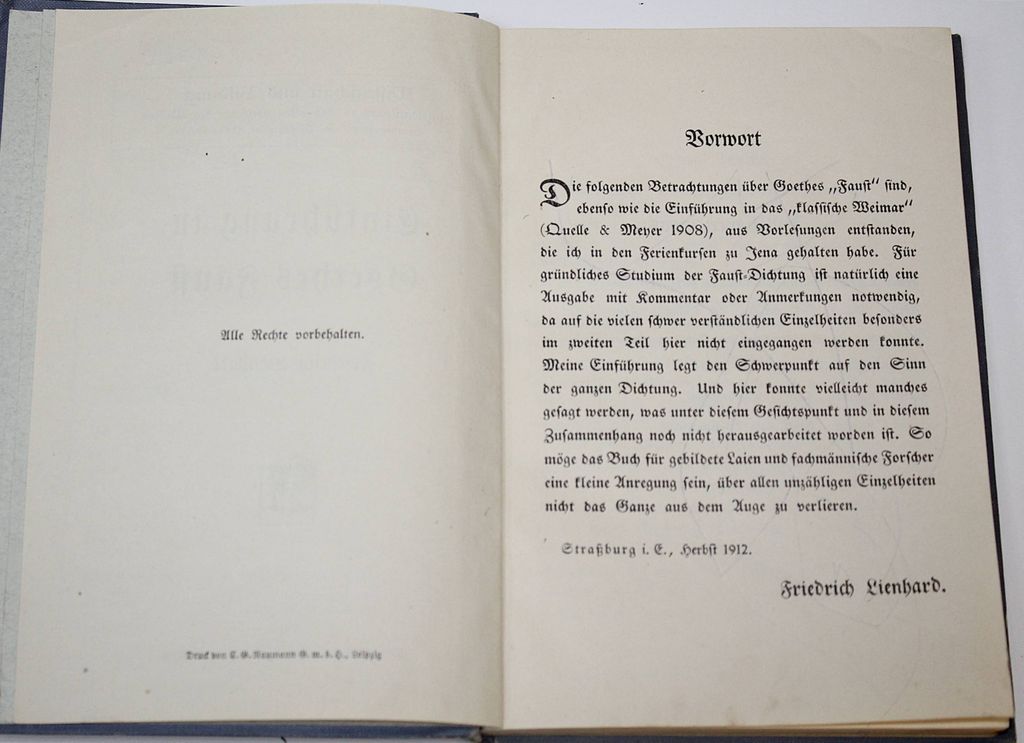 Alle Rechte vorbehalten.
Druck von C. G. Naumann G. m. b. H., Leipzig
Vorwort
Die folgenden Betrachtungen über Goethes „Faust“ sind,
ebenso wie die Einführung in das „klassische Weimar“
(Quelle & Meyer 1908), aus Vorlesungen entstanden,
die ich in den Ferienkursen zu Jena gehalten habe. Für
gründliches Studium der Faust-Dichtung ist natürlich eine
Ausgabe mit Kommentar oder Anmerkungen notwendig,
da auf die vielen schwer verständlichen Einzelheiten besonders
im zweiten Teil hier nicht eingegangen werden konnte.
Meine Einführung legt den Schwerpunkt auf den Sinn
der ganzen Dichtung. Und hier konnte vielleicht manches
gesagt werden, was unter diesem Gesichtspunkt und in diesem
Zusammenhang noch nicht herausgearbeitet worden ist. So
möge das Buch für gebildete Laien und fachmännische Forscher
eine kleine Anregung sein, über allen unzähligen Einzelheiten
nicht das Ganze aus dem Auge zu verlieren.
Straßburg i. E., Herbst 1912.
Friedrich Lienhard.